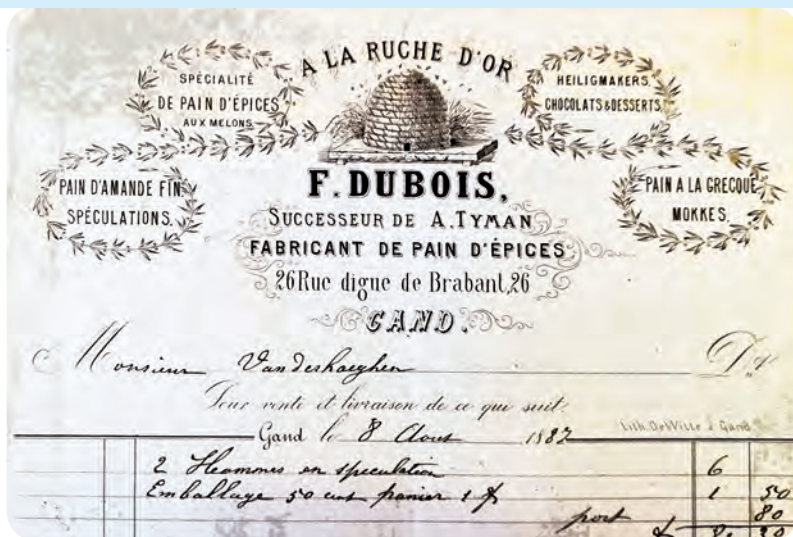 A LA RUCHE D'OR
SPÉCIALITÉ
DE PAIN D'ÉPICES
AUX MELONS
HEILIGMAKERS
CHOCOLATS & DESSERTS
PAIN D'AMANDE FIN
SPÉCULATIONS.
PAIN A LA GRECQUE
MOKKES.
F. DUBOIS,
SUCCESSEUR DE A. TYMAN
FABRICANT DE PAIN D'ÉPICES
26 Rue digue de Brabant, 26
GAND.
Monsieur Vanderhaeghen
Pour vente et livraison de ce qui suit.
Lith. De Witte à Gand.
Gand le 8 Aout 1882
2 Hommes en speculation 6
Emballage 50 cent panier 1 fr 1 50
port 80